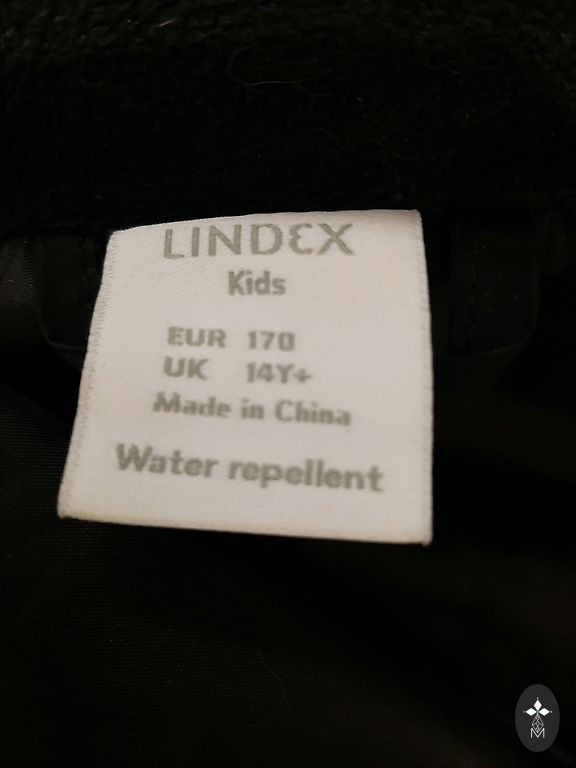 LINDEX
Kids
EUR 170
UK 14Y+
Made in China
Water repellent
M